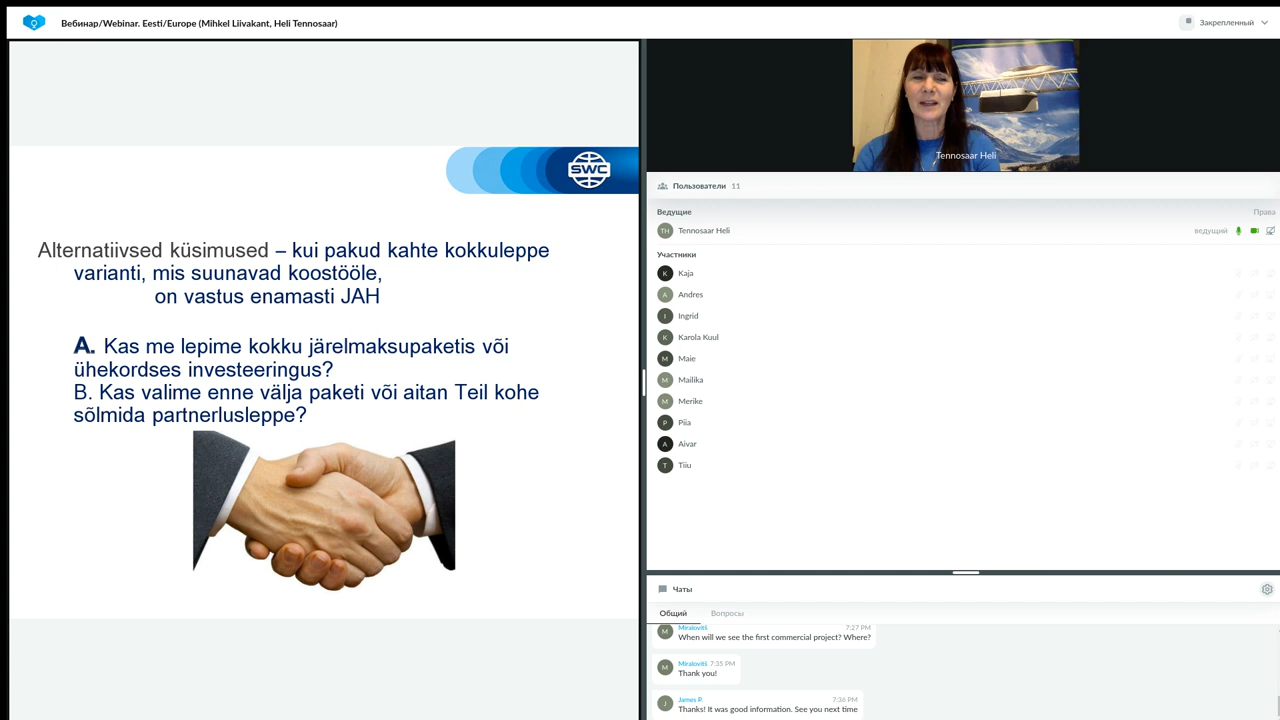 Вебинар/Webinar. Eesti/Europe (Mihkel Liivakant, Heli Tennosaar)
Закрепленный
SWC
Alternatiivsed küsimused – kui pakud kahte kokkuleppe
varianti, mis suunavad koostööle,
on vastus enamasti JAH
A. Kas me lepime kokku järelmaksupaketis või
ühekordses investeeringus?
B. Kas valime enne välja paketi või aitan Teil kohe
sõlmida partnerlusleppe?
Tennosaar Heli
Пользователи 11
Ведущие Права
TH Tennosaar Heli ведущий
Участники
K Kaja
A Andres
I Ingrid
K Karola Kuul
M Maie
M Mailika
M Merike
P Piia
A Aivar
T Tiiu
Чаты
Общий Вопросы
M Miralovitš 7:27 PM
When will we see the first commercial project? Where?
M Miralovitš 7:35 PM
Thank you!
J James P. 7:36 PM
Thanks! It was good information. See you next time